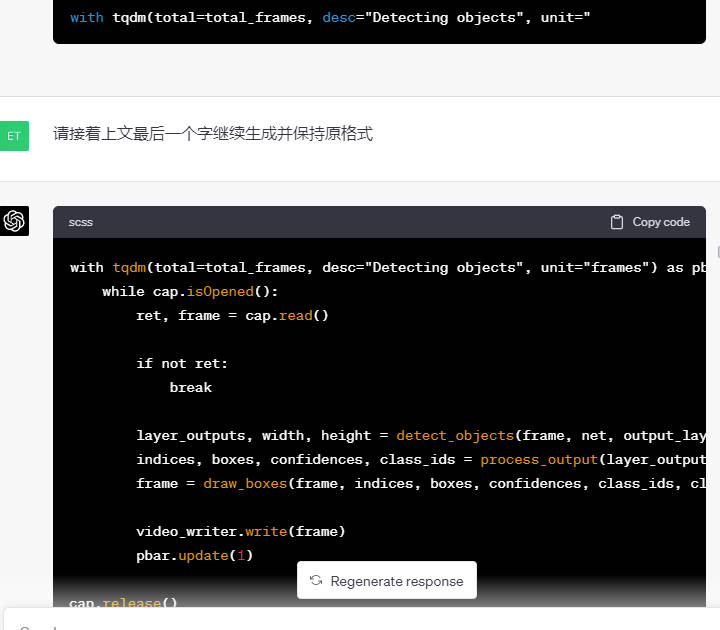 with tqdm(total=total_frames, desc="Detecting objects", unit="
ET
请接着上文最后一个字继续生成并保持原格式
scss
Copy code
with tqdm(total=total_frames, desc="Detecting objects", unit="frames") as pb
while cap.isOpened():
ret, frame = cap.read()
if not ret:
break
layer_outputs, width, height = detect_objects(frame, net, output_lay
indices, boxes, confidences, class_ids = process_output(layer_output
frame = draw_boxes(frame, indices, boxes, confidences, class_ids, cl
video_writer.write(frame)
pbar.update(1)
Regenerate response
cap.release()